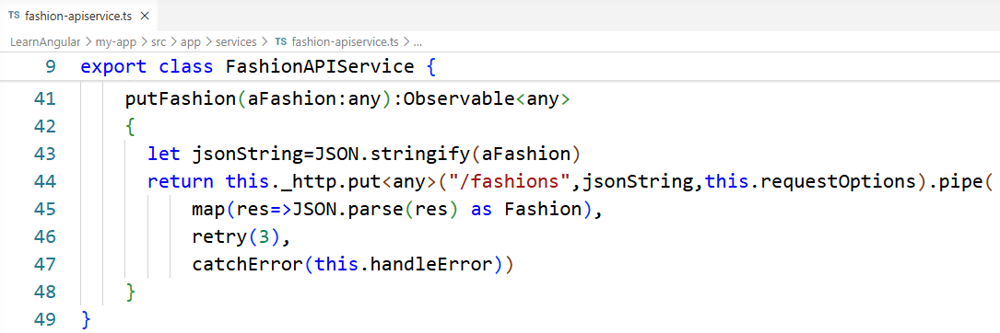 TS fashion-apiservice.ts ×
LearnAngular > my-app > src > app > services > TS fashion-apiservice.ts > ...
9 export class FashionAPIService {
41 putFashion(aFashion:any):Observable<any>
42 {
43 let jsonString=JSON.stringify(aFashion)
44 return this._http.put<any>("/fashions",jsonString,this.requestOptions).pipe(
45 map(res=>JSON.parse(res) as Fashion),
46 retry(3),
47 catchError(this.handleError))
48 }
49 }